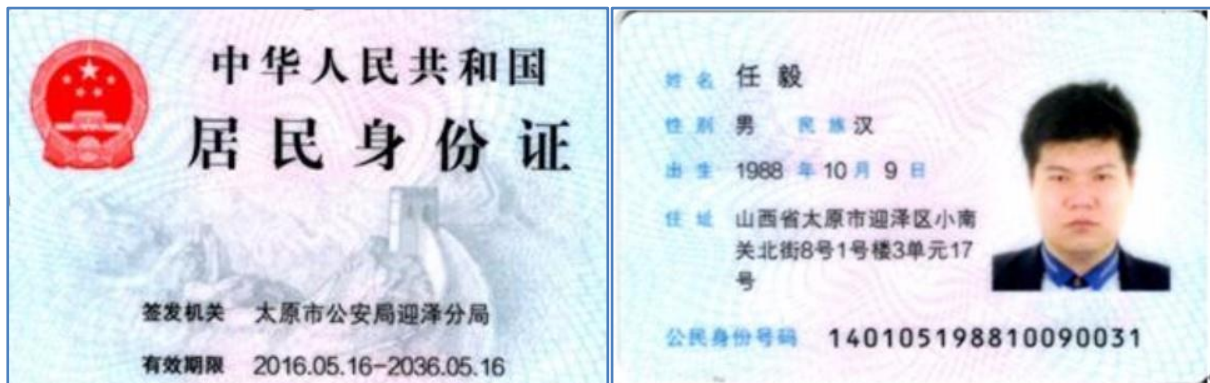 中华人民共和国
居民身份证
签发机关 太原市公安局迎泽分局
有效期限 2016.05.16-2036.05.16
姓名 任毅
性别 男 民族 汉
出生 1988 年 10 月 9 日
住址 山西省太原市迎泽区小南
关北街8号1号楼3单元17
号
公民身份号码 140105198810090031